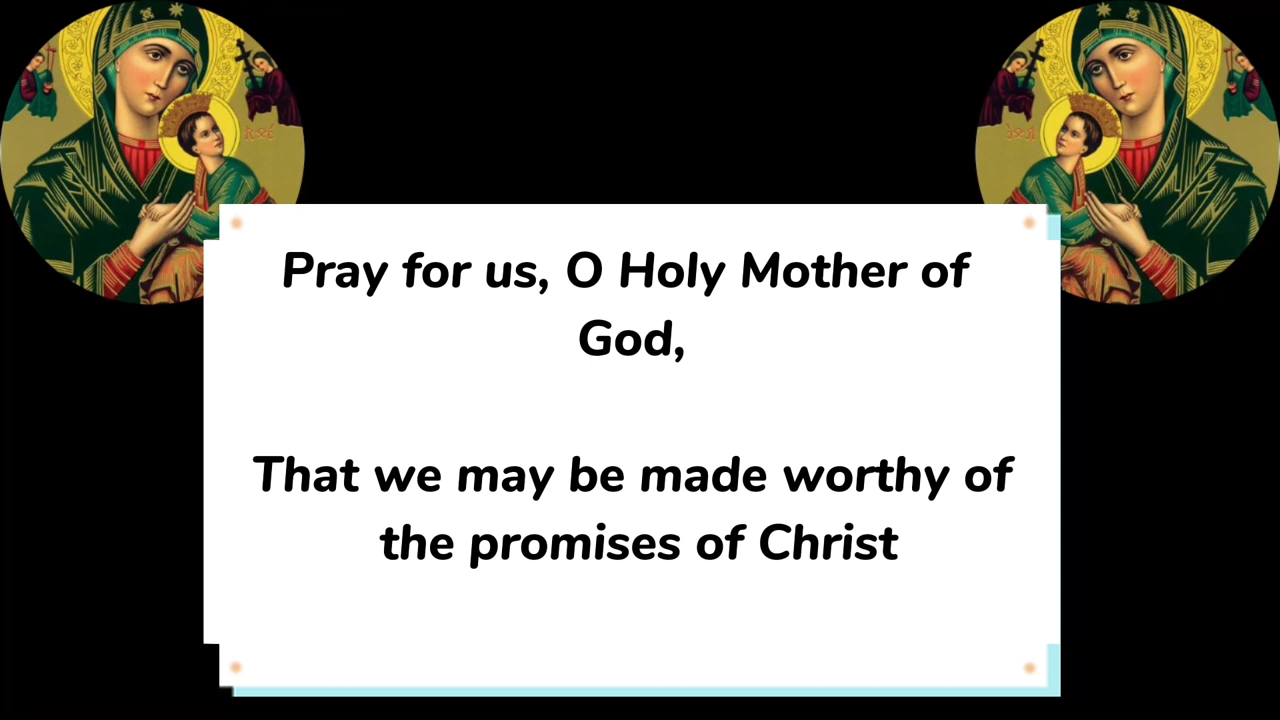 Pray for us, O Holy Mother of
God,
That we may be made worthy of
the promises of Christ